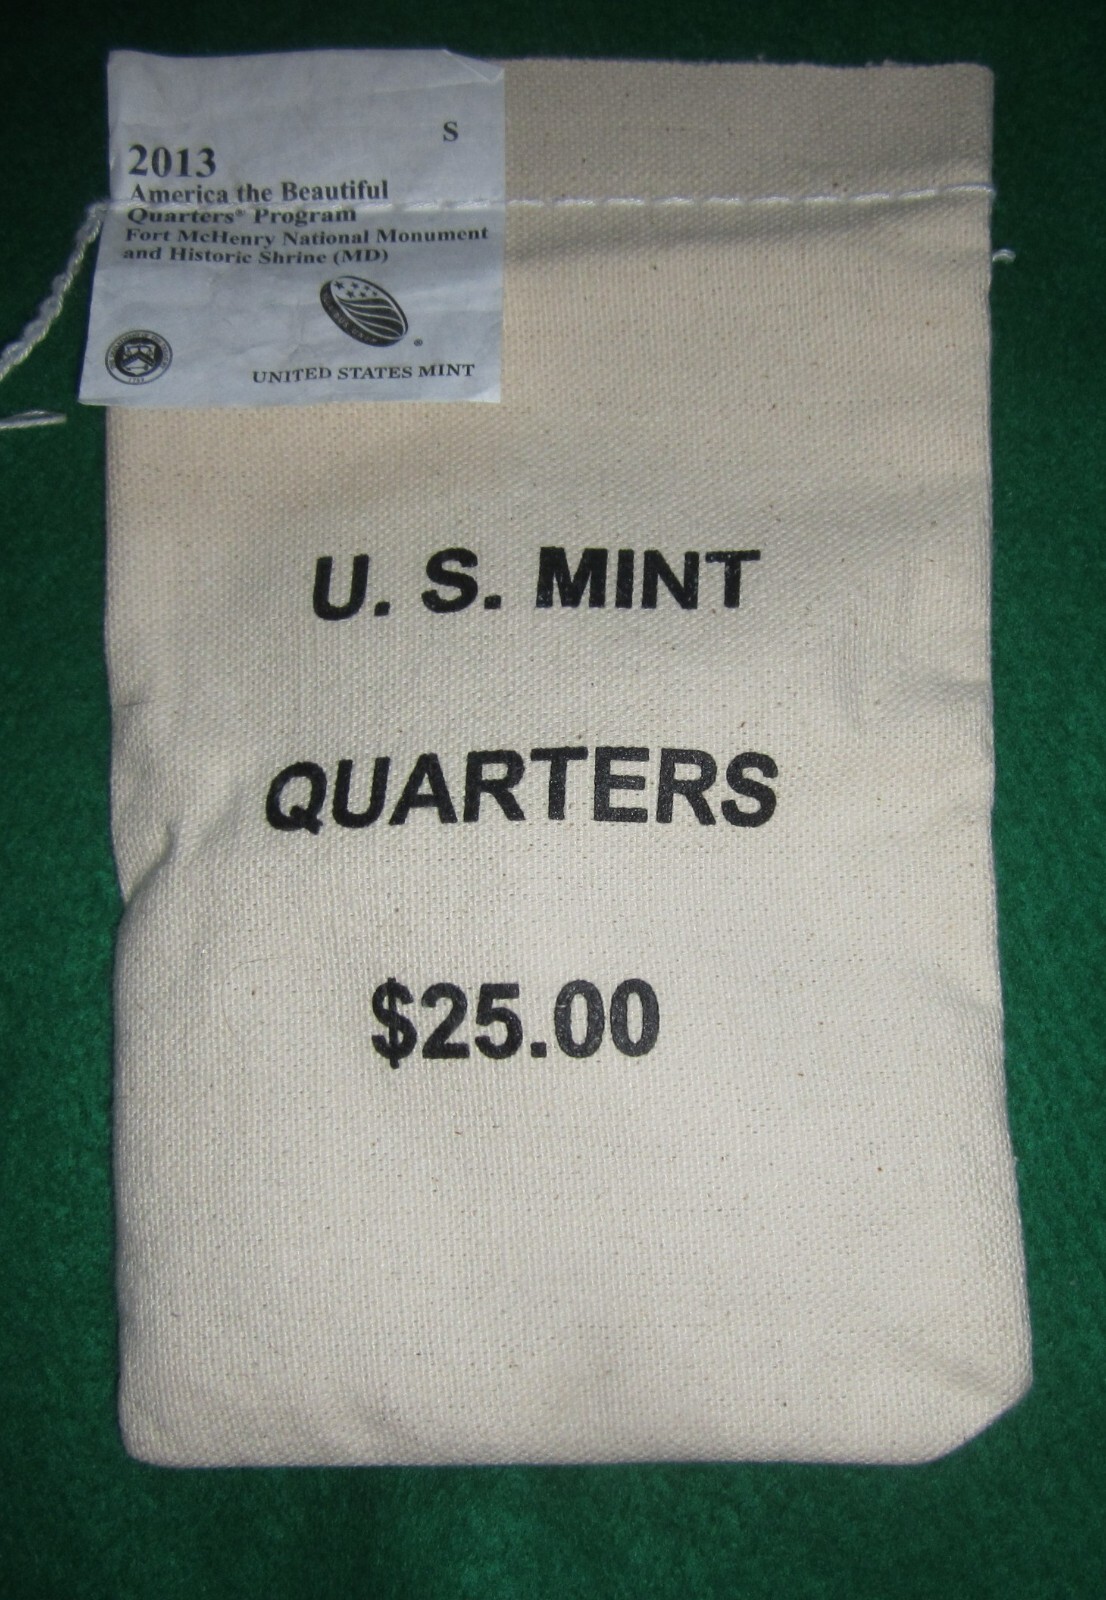 S
2013
America the Beautiful
Quarters® Program
Fort McHenry National Monument
and Historic Shrine (MD)
®
UNITED STATES MINT
1789
U. S. MINT
QUARTERS
$25.00